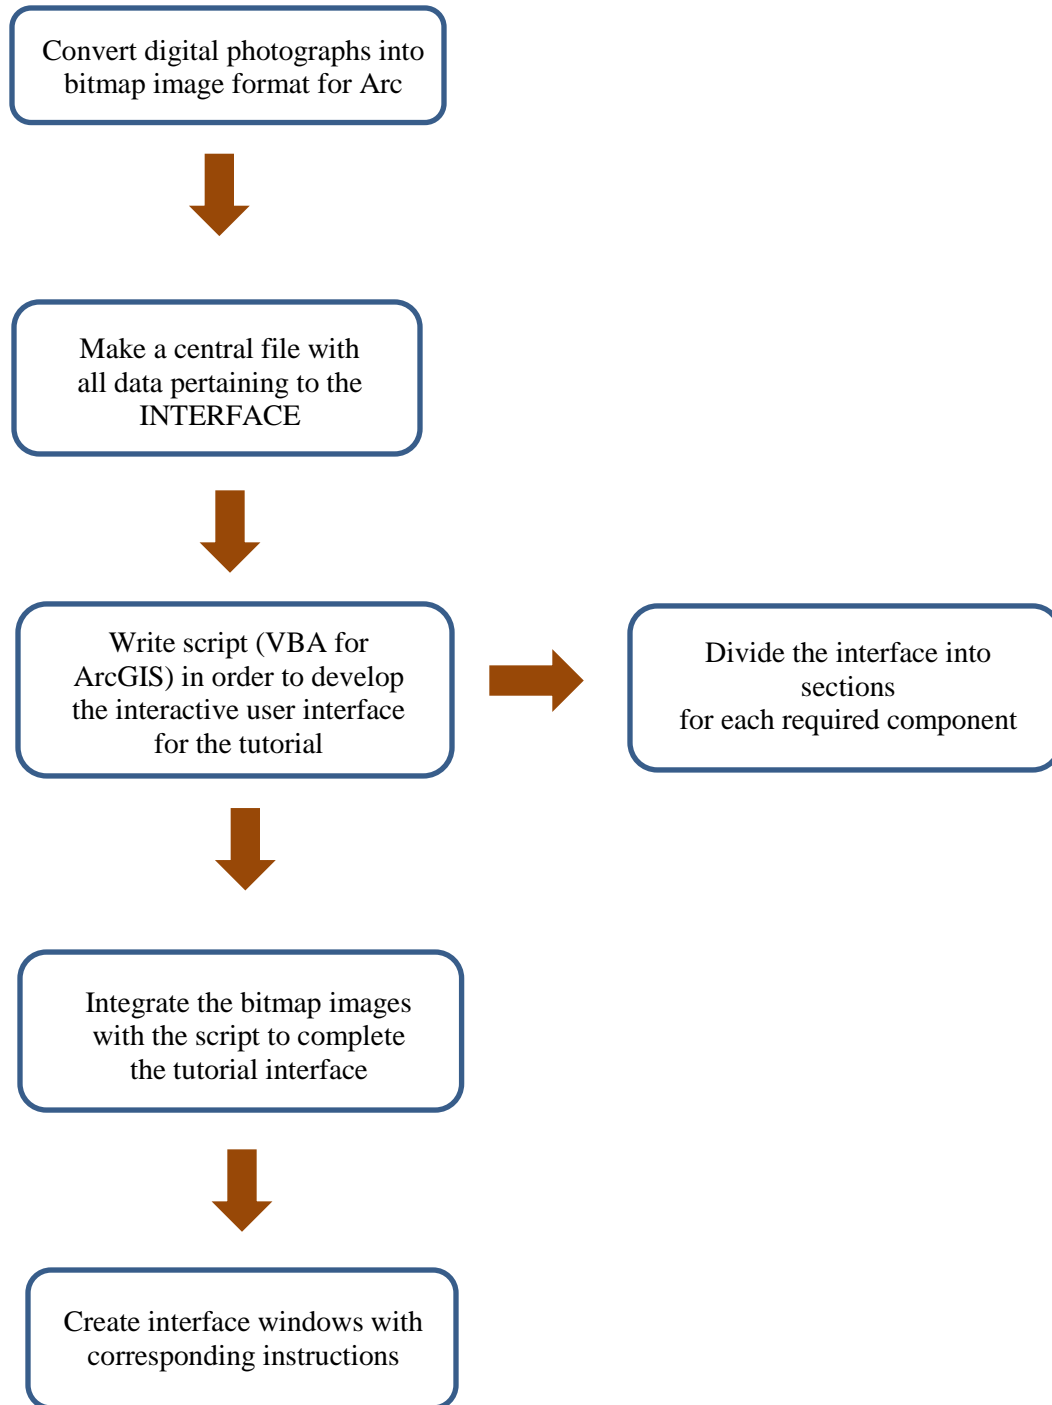 Convert digital photographs into
bitmap image format for Arc
Make a central file with
all data pertaining to the
INTERFACE
Write script (VBA for
ArcGIS) in order to develop
the interactive user interface
for the tutorial
Divide the interface into
sections
for each required component
Integrate the bitmap images
with the script to complete
the tutorial interface
Create interface windows with
corresponding instructions